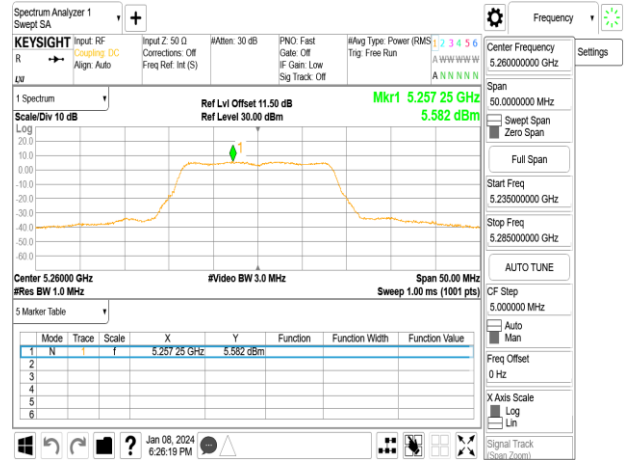 Spectrum Analyzer 1
Swept SA
Frequency
KEYSIGHT
R
LXI
Input: RF
Coupling: DC
Align: Auto
Input Z: 50 Ω
Corrections: Off
Freq Ref: Int (S)
#Atten: 30 dB
PNO: Fast
Gate: Off
IF Gain: Low
Sig Track: Off
#Avg Type: Power (RMS
Trig: Free Run
1 2 3 4 5 6
A W W W W W
A N N N N N
Settings
Center Frequency
5.260000000 GHz
Span
50.0000000 MHz
Swept Span
Zero Span
Full Span
Start Freq
5.235000000 GHz
Stop Freq
5.285000000 GHz
AUTO TUNE
CF Step
5.000000 MHz
Auto
Man
Freq Offset
0 Hz
X Axis Scale
Log
Lin
Signal Track
(Span Zoom)
1 Spectrum
Scale/Div 10 dB
Ref Lvl Offset 11.50 dB
Ref Level 30.00 dBm
Mkr1 5.257 25 GHz
5.582 dBm
Log
20.0
10.0
0.00
-10.0
-20.0
-30.0
-40.0
-50.0
-60.0
1
Center 5.26000 GHz
#Res BW 1.0 MHz
#Video BW 3.0 MHz
Span 50.00 MHz
Sweep 1.00 ms (1001 pts)
5 Marker Table
Mode Trace Scale X Y Function Function Width Function Value
1 N 1 f 5.257 25 GHz 5.582 dBm
2
3
4
5
6
?
Jan 08, 2024
6:26:19 PM